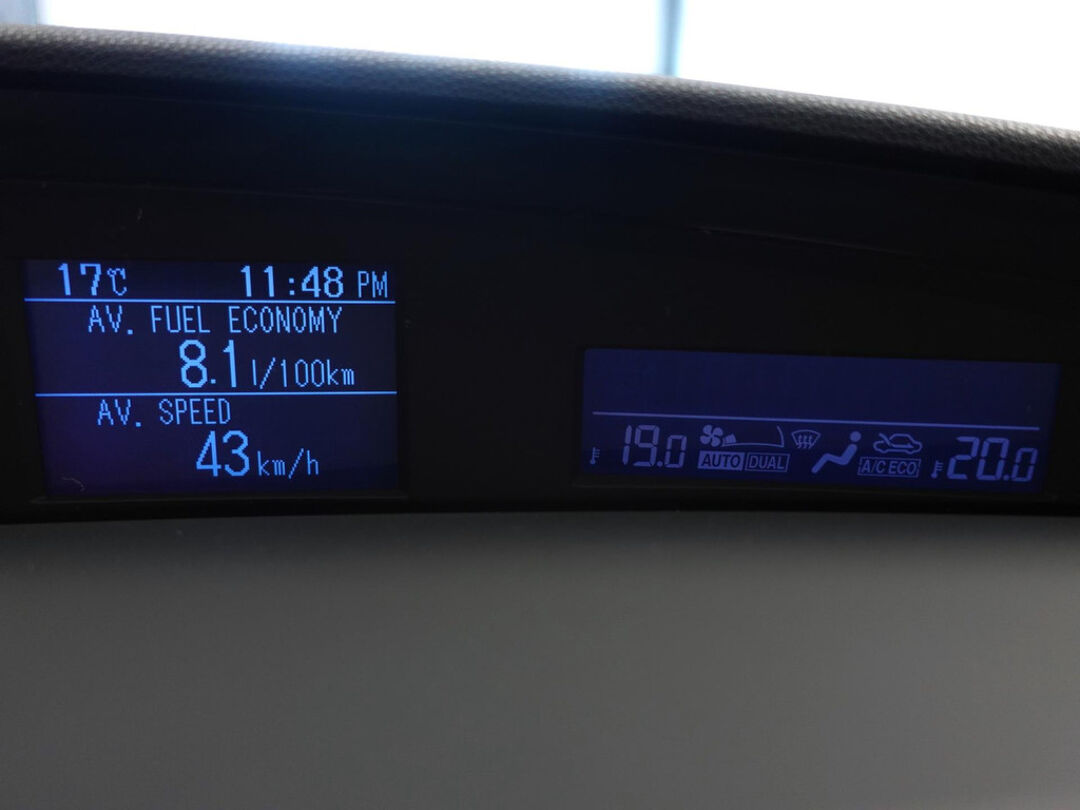 17℃ 11:48 PM
AV. FUEL ECONOMY
8.1 l/100km
AV. SPEED
43 km/h
19.0 AUTO DUAL A/C ECO 20.0